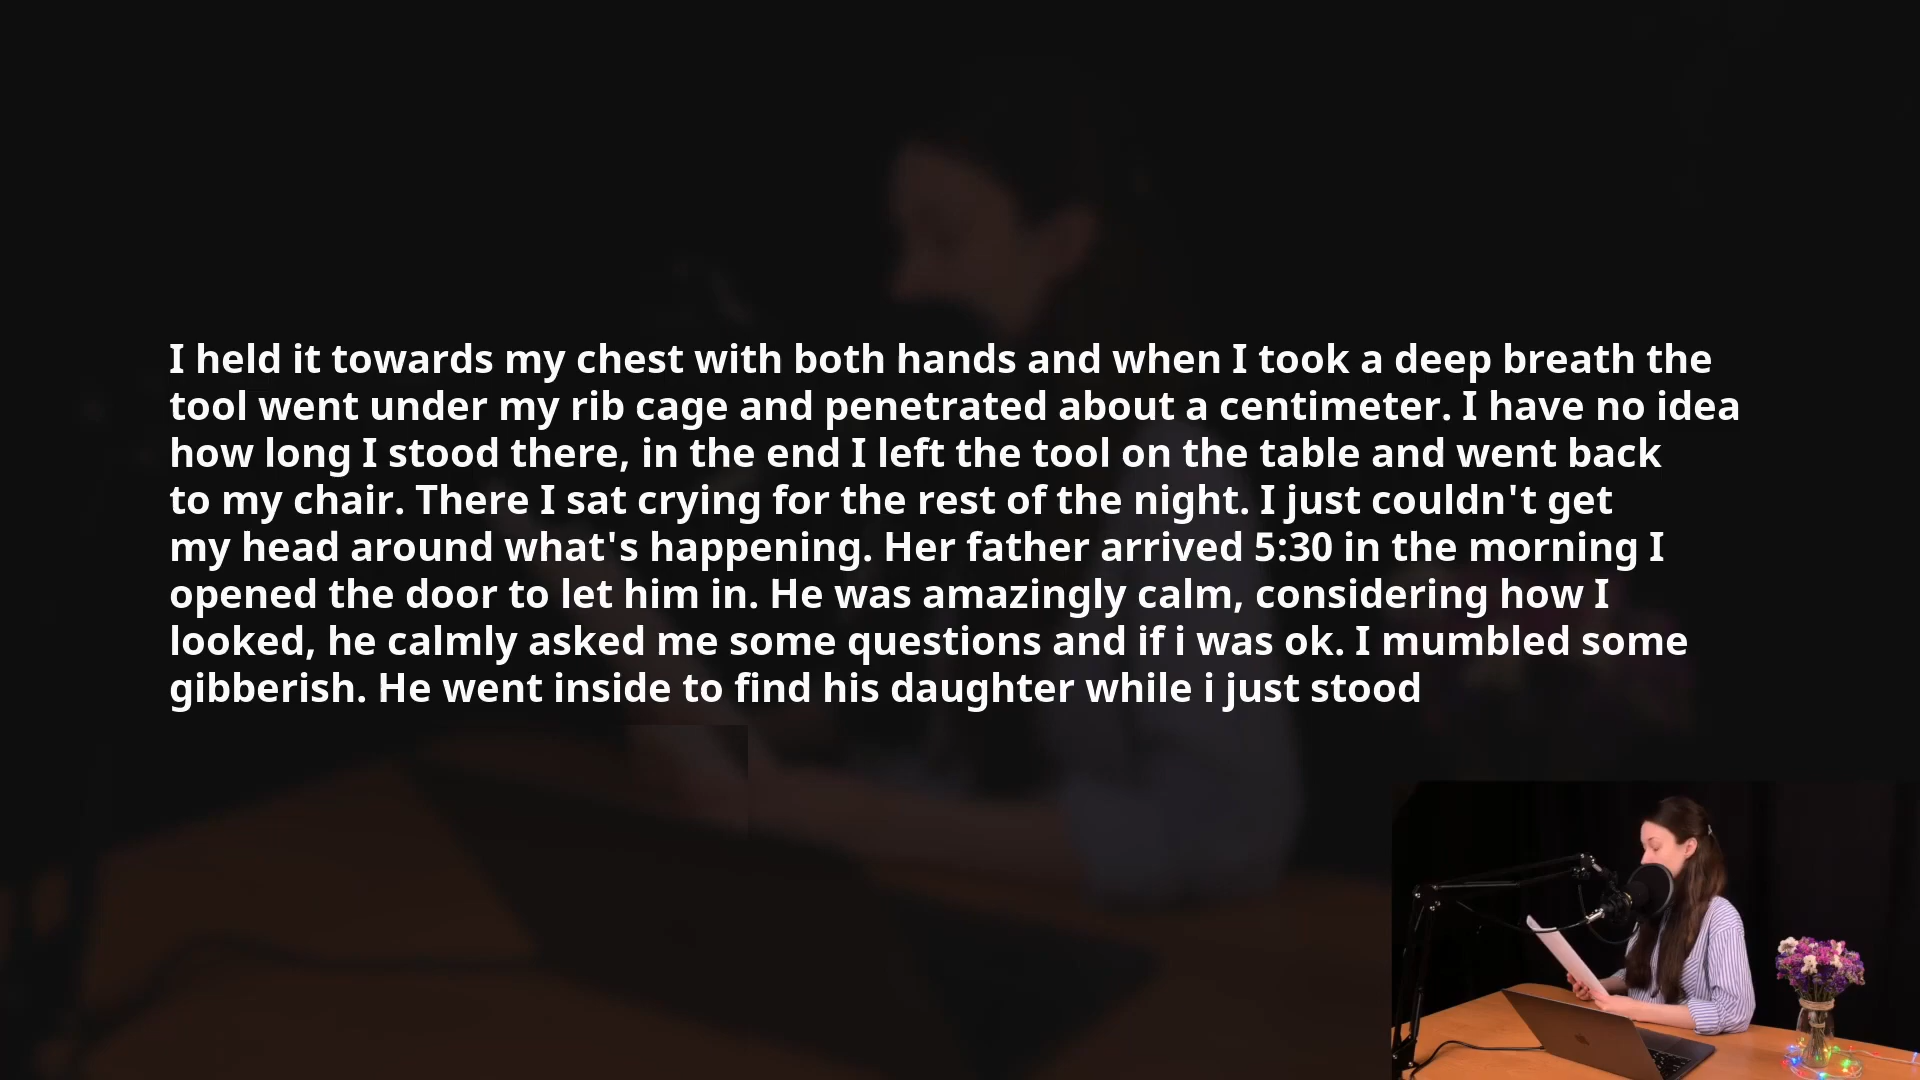 I held it towards my chest with both hands and when I took a deep breath the
tool went under my rib cage and penetrated about a centimeter. I have no idea
how long I stood there, in the end I left the tool on the table and went back
to my chair. There I sat crying for the rest of the night. I just couldn't get
my head around what's happening. Her father arrived 5:30 in the morning I
opened the door to let him in. He was amazingly calm, considering how I
looked, he calmly asked me some questions and if i was ok. I mumbled some
gibberish. He went inside to find his daughter while i just stood